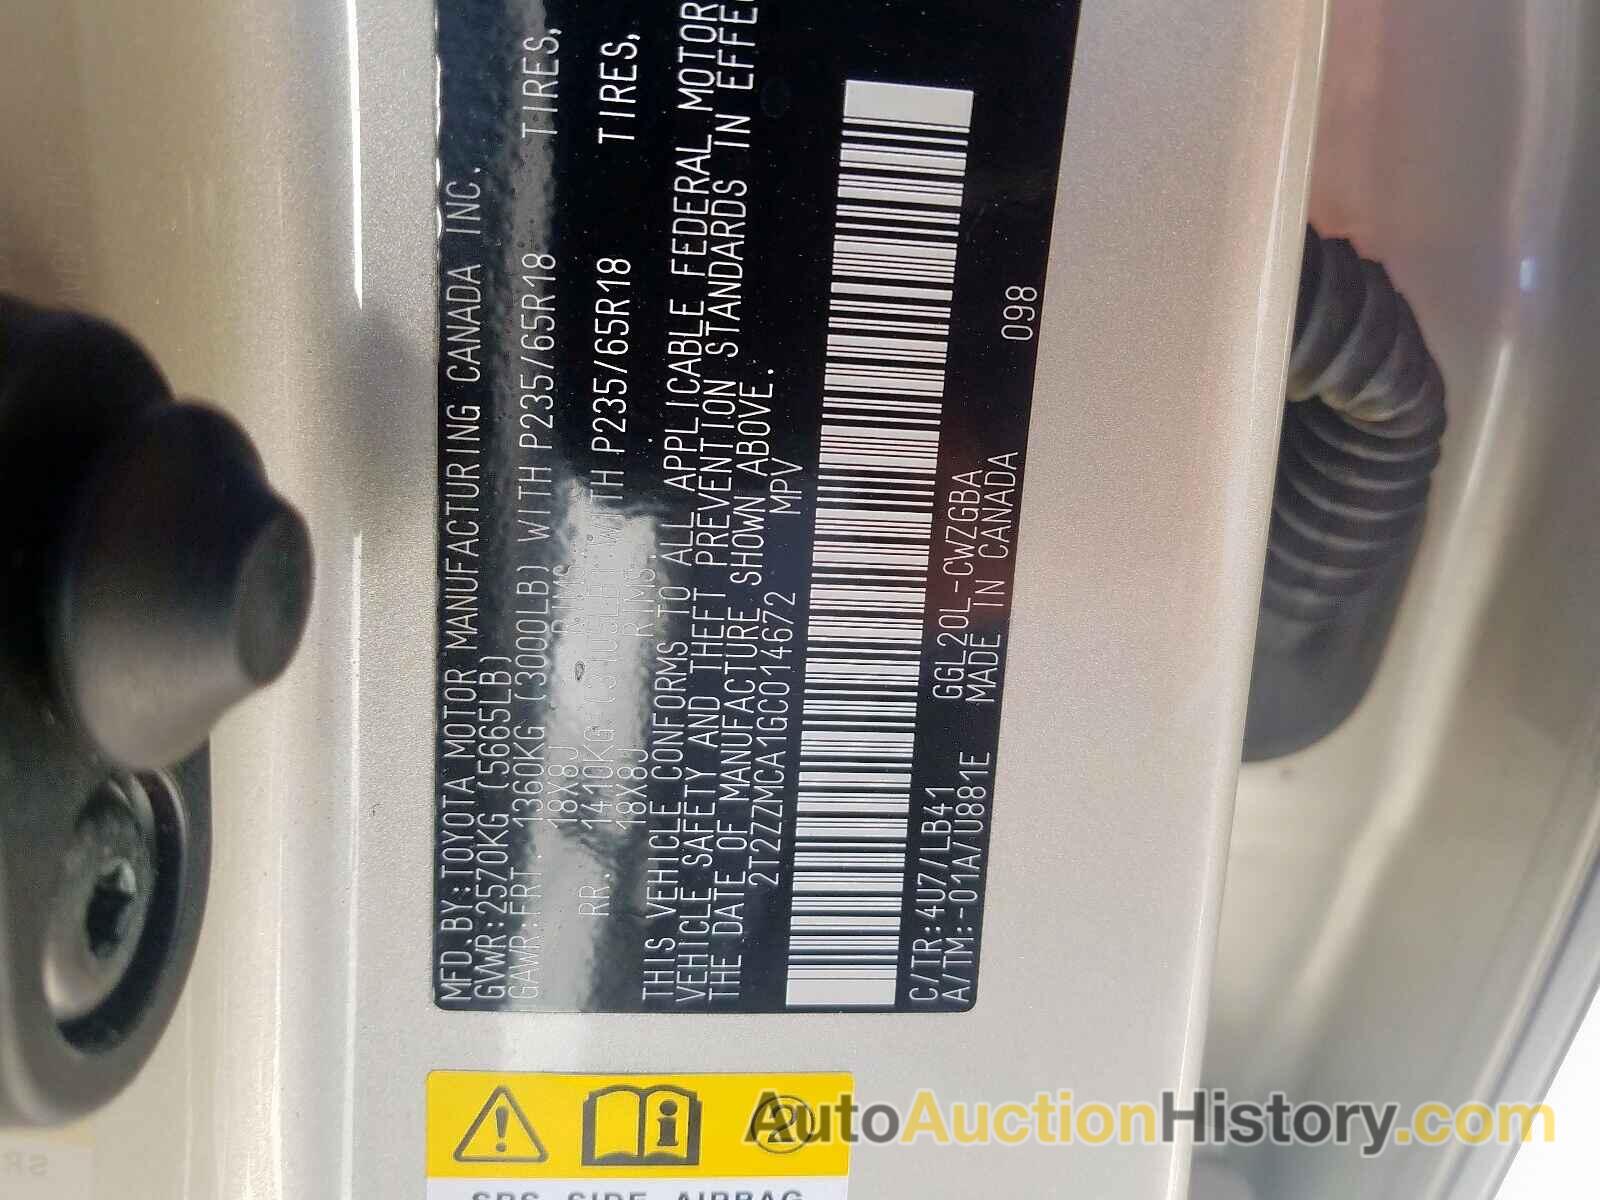 MFD.BY:TOYOTA MOTOR MANUFACTURING CANADA INC.
GVWR:2570KG (5665LB)
GAWR:FRT. 1360KG (3000LB) WITH P235/65R18 TIRES,
18X8J RIMS
RR. 1410KG WITH P235/65R18 TIRES,
18X8J RIMS.
THIS VEHICLE CONFORMS TO ALL APPLICABLE FEDERAL MOTOR
VEHICLE SAFETY AND THEFT PREVENTION STANDARDS IN
THE DATE OF MANUFACTURE SHOWN ABOVE.
2T2ZZMCA1GC014672 MPV
C/TR:4U7/LB41 GGL20L-CWZGBA 098
A/TM:-01A/U881E MADE IN CANADA
SRS SIDE AIRBAG
AutoAuctionHistory.com